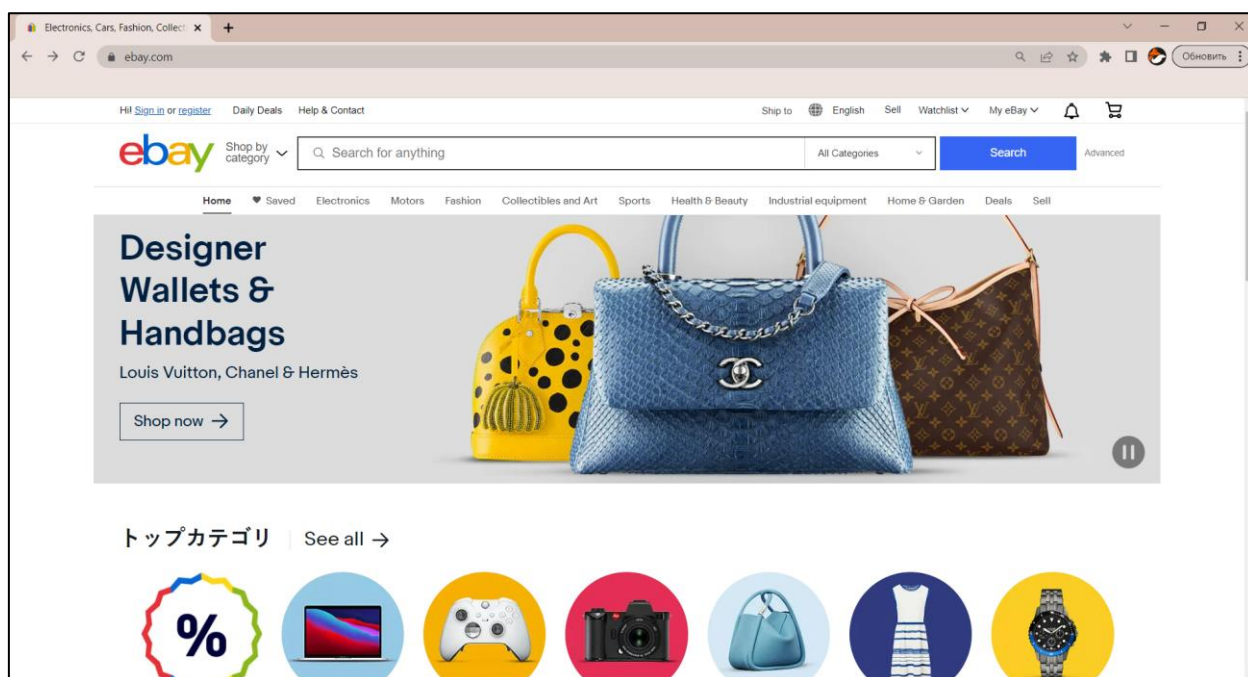 Electronics, Cars, Fashion, Collect
ebay.com
Обновить
Hi! Sign in or register Daily Deals Help & Contact
Ship to English Sell Watchlist My eBay
ebay
Shop by
category
Search for anything
All Categories
Search
Advanced
Home Saved Electronics Motors Fashion Collectibles and Art Sports Health & Beauty Industrial equipment Home & Garden Deals Sell
Designer
Wallets &
Handbags
Louis Vuitton, Chanel & Hermès
Shop now →
トップカテゴリ See all →
%